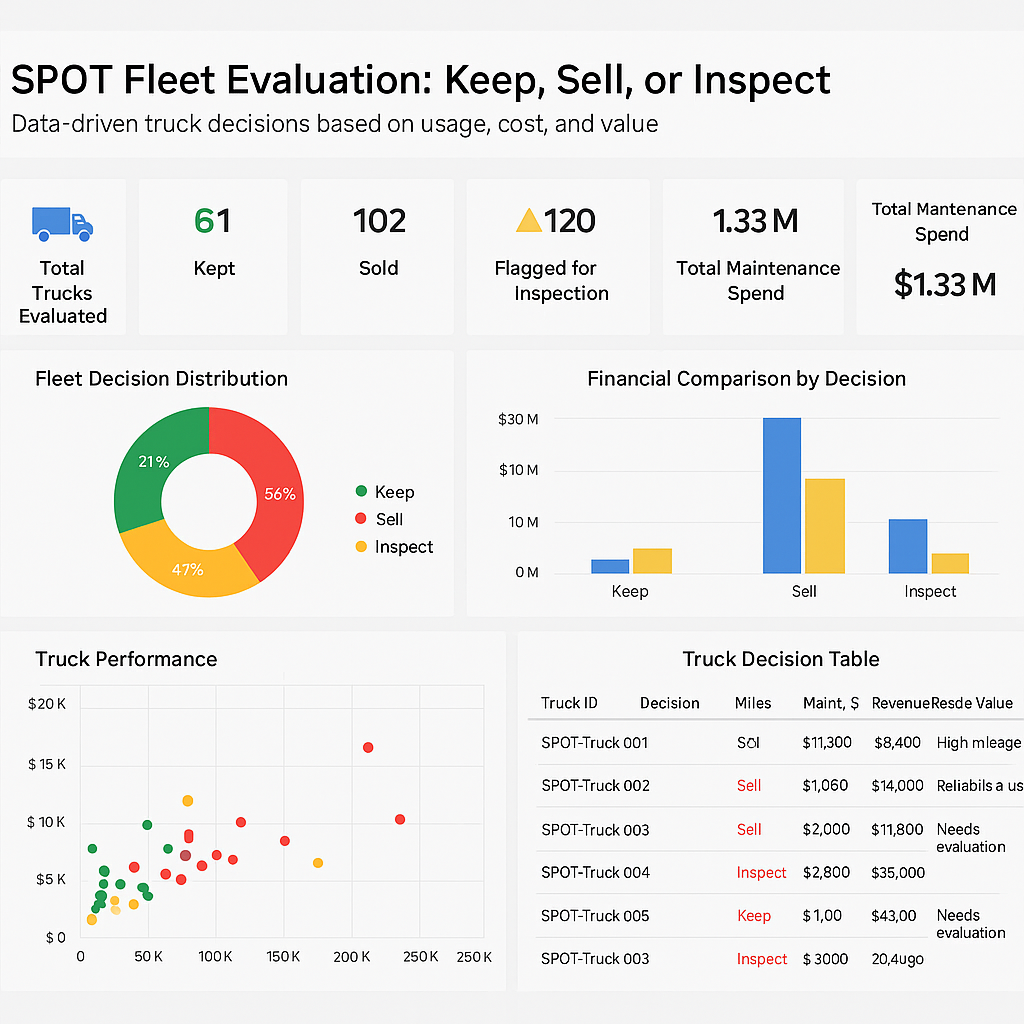 SPOT Fleet Evaluation: Keep, Sell, or Inspect
Data-driven truck decisions based on usage, cost, and value
Total
Trucks
Evaluated
61
Kept
102
Sold
120
Flagged for
Inspection
1.33 M
Total Maintenance
Spend
Total Mantenance
Spend
$1.33 M
Fleet Decision Distribution
21%
56%
47%
Keep
Sell
Inspect
Financial Comparison by Decision
$30 M
$10 M
10 M
0 M
Keep
Sell
Inspect
Truck Performance
$20 K
$15 K
$10 K
$5 K
$0
0
50 K
100 K
150 K
200 K
250 K
250 K
Truck Decision Table
Truck ID Decision Miles Maint, $ Revenue Resde Value
SPOT-Truck 001 Sol $11,300 $8,400 High mleage
SPOT-Truck 002 Sell $1,060 $14,000 Reliabils a us
SPOT-Truck 003 Sell $2,000 $11,800 Needs
evaluation
SPOT-Truck 004 Inspect $2,800 $35,000
SPOT-Truck 005 Keep $1,00 $43,00 Needs
evaluation
SPOT-Truck 003 Inspect $3000 20,4ugo